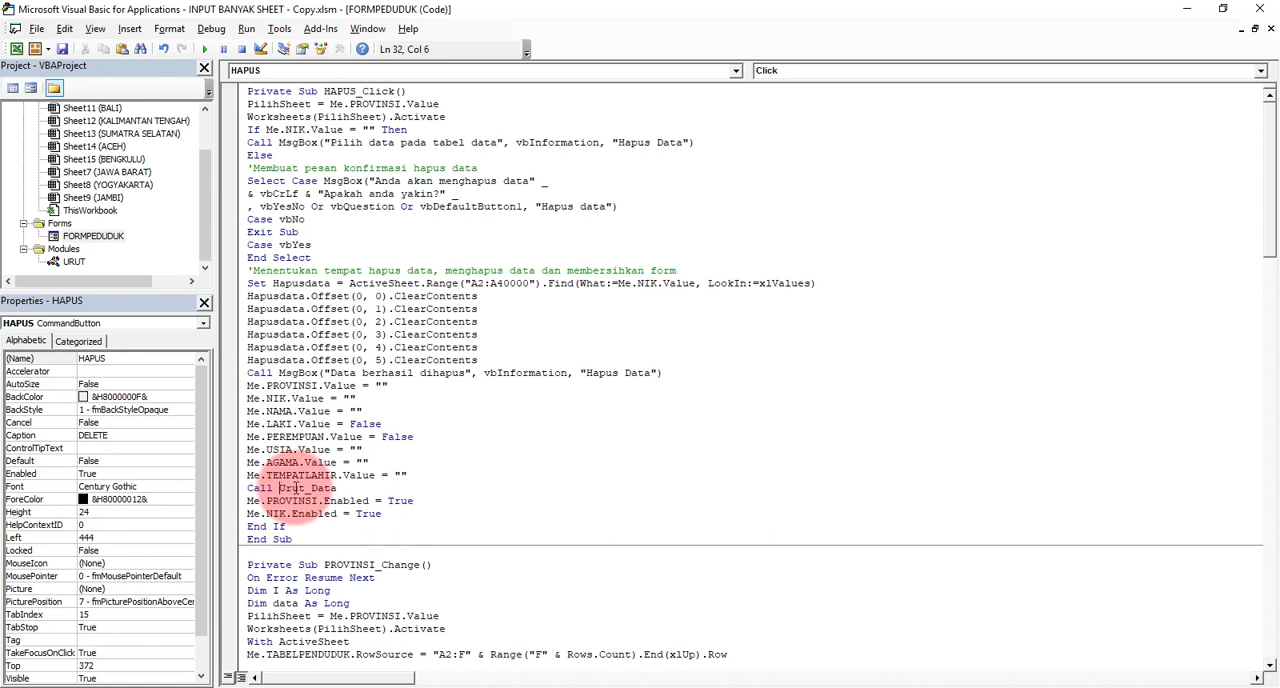 Microsoft Visual Basic for Applications - INPUT BANYAK SHEET - Copy.xlsm - [FORMPEDUDUK (Code)]
File Edit View Insert Format Debug Run Tools Add-Ins Window Help
Ln 32, Col 6
Project - VBAProject
Sheet11 (BALI)
Sheet12 (KALIMANTAN TENGAH)
Sheet13 (SUMATRA SELATAN)
Sheet14 (ACEH)
Sheet15 (BENGKULU)
Sheet7 (JAWA BARAT)
Sheet8 (YOGYAKARTA)
Sheet9 (JAMBI)
ThisWorkbook
Forms
FORMPEDUDUK
Modules
URUT
Properties - HAPUS
HAPUS CommandButton
Alphabetic Categorized
(Name) HAPUS
Accelerator
AutoSize False
BackColor &H8000000F&
BackStyle 1 - fmBackStyleOpaque
Cancel False
Caption DELETE
ControlTipText
Default False
Enabled True
Font Century Gothic
ForeColor &H80000012&
Height 24
HelpContextID 0
Left 444
Locked False
MouseIcon (None)
MousePointer 0 - fmMousePointerDefault
Picture (None)
PicturePosition 7 - fmPicturePositionAboveCer
TabIndex 15
TabStop True
Tag
TakeFocusOnClick True
Top 372
Visible True
HAPUS Click
Private Sub HAPUS_Click()
PilihSheet = Me.PROVINSI.Value
Worksheets(PilihSheet).Activate
If Me.NIK.Value = "" Then
Call MsgBox("Pilih data pada tabel data", vbInformation, "Hapus Data")
Else
'Membuat pesan konfirmasi hapus data
Select Case MsgBox("Anda akan menghapus data" _
& vbCrLf & "Apakah anda yakin?" _
, vbYesNo Or vbQuestion Or vbDefaultButton1, "Hapus data")
Case vbNo
Exit Sub
Case vbYes
End Select
'Menentukan tempat hapus data, menghapus data dan membersihkan form
Set Hapusdata = ActiveSheet.Range("A2:A40000").Find(What:=Me.NIK.Value, LookIn:=xlValues)
Hapusdata.Offset(0, 0).ClearContents
Hapusdata.Offset(0, 1).ClearContents
Hapusdata.Offset(0, 2).ClearContents
Hapusdata.Offset(0, 3).ClearContents
Hapusdata.Offset(0, 4).ClearContents
Hapusdata.Offset(0, 5).ClearContents
Call MsgBox("Data berhasil dihapus", vbInformation, "Hapus Data")
Me.PROVINSI.Value = ""
Me.NIK.Value = ""
Me.NAMA.Value = ""
Me.LAKI.Value = False
Me.PEREMPUAN.Value = False
Me.USIA.Value = ""
Me.AGAMA.Value = ""
Me.TEMPATLAHIR.Value = ""
Call Urut_Data
Me.PROVINSI.Enabled = True
Me.NIK.Enabled = True
End If
End Sub
Private Sub PROVINSI_Change()
On Error Resume Next
Dim I As Long
Dim data As Long
PilihSheet = Me.PROVINSI.Value
Worksheets(PilihSheet).Activate
With ActiveSheet
Me.TABELPENDUDUK.RowSource = "A2:F" & Range("F" & Rows.Count).End(xlUp).Row